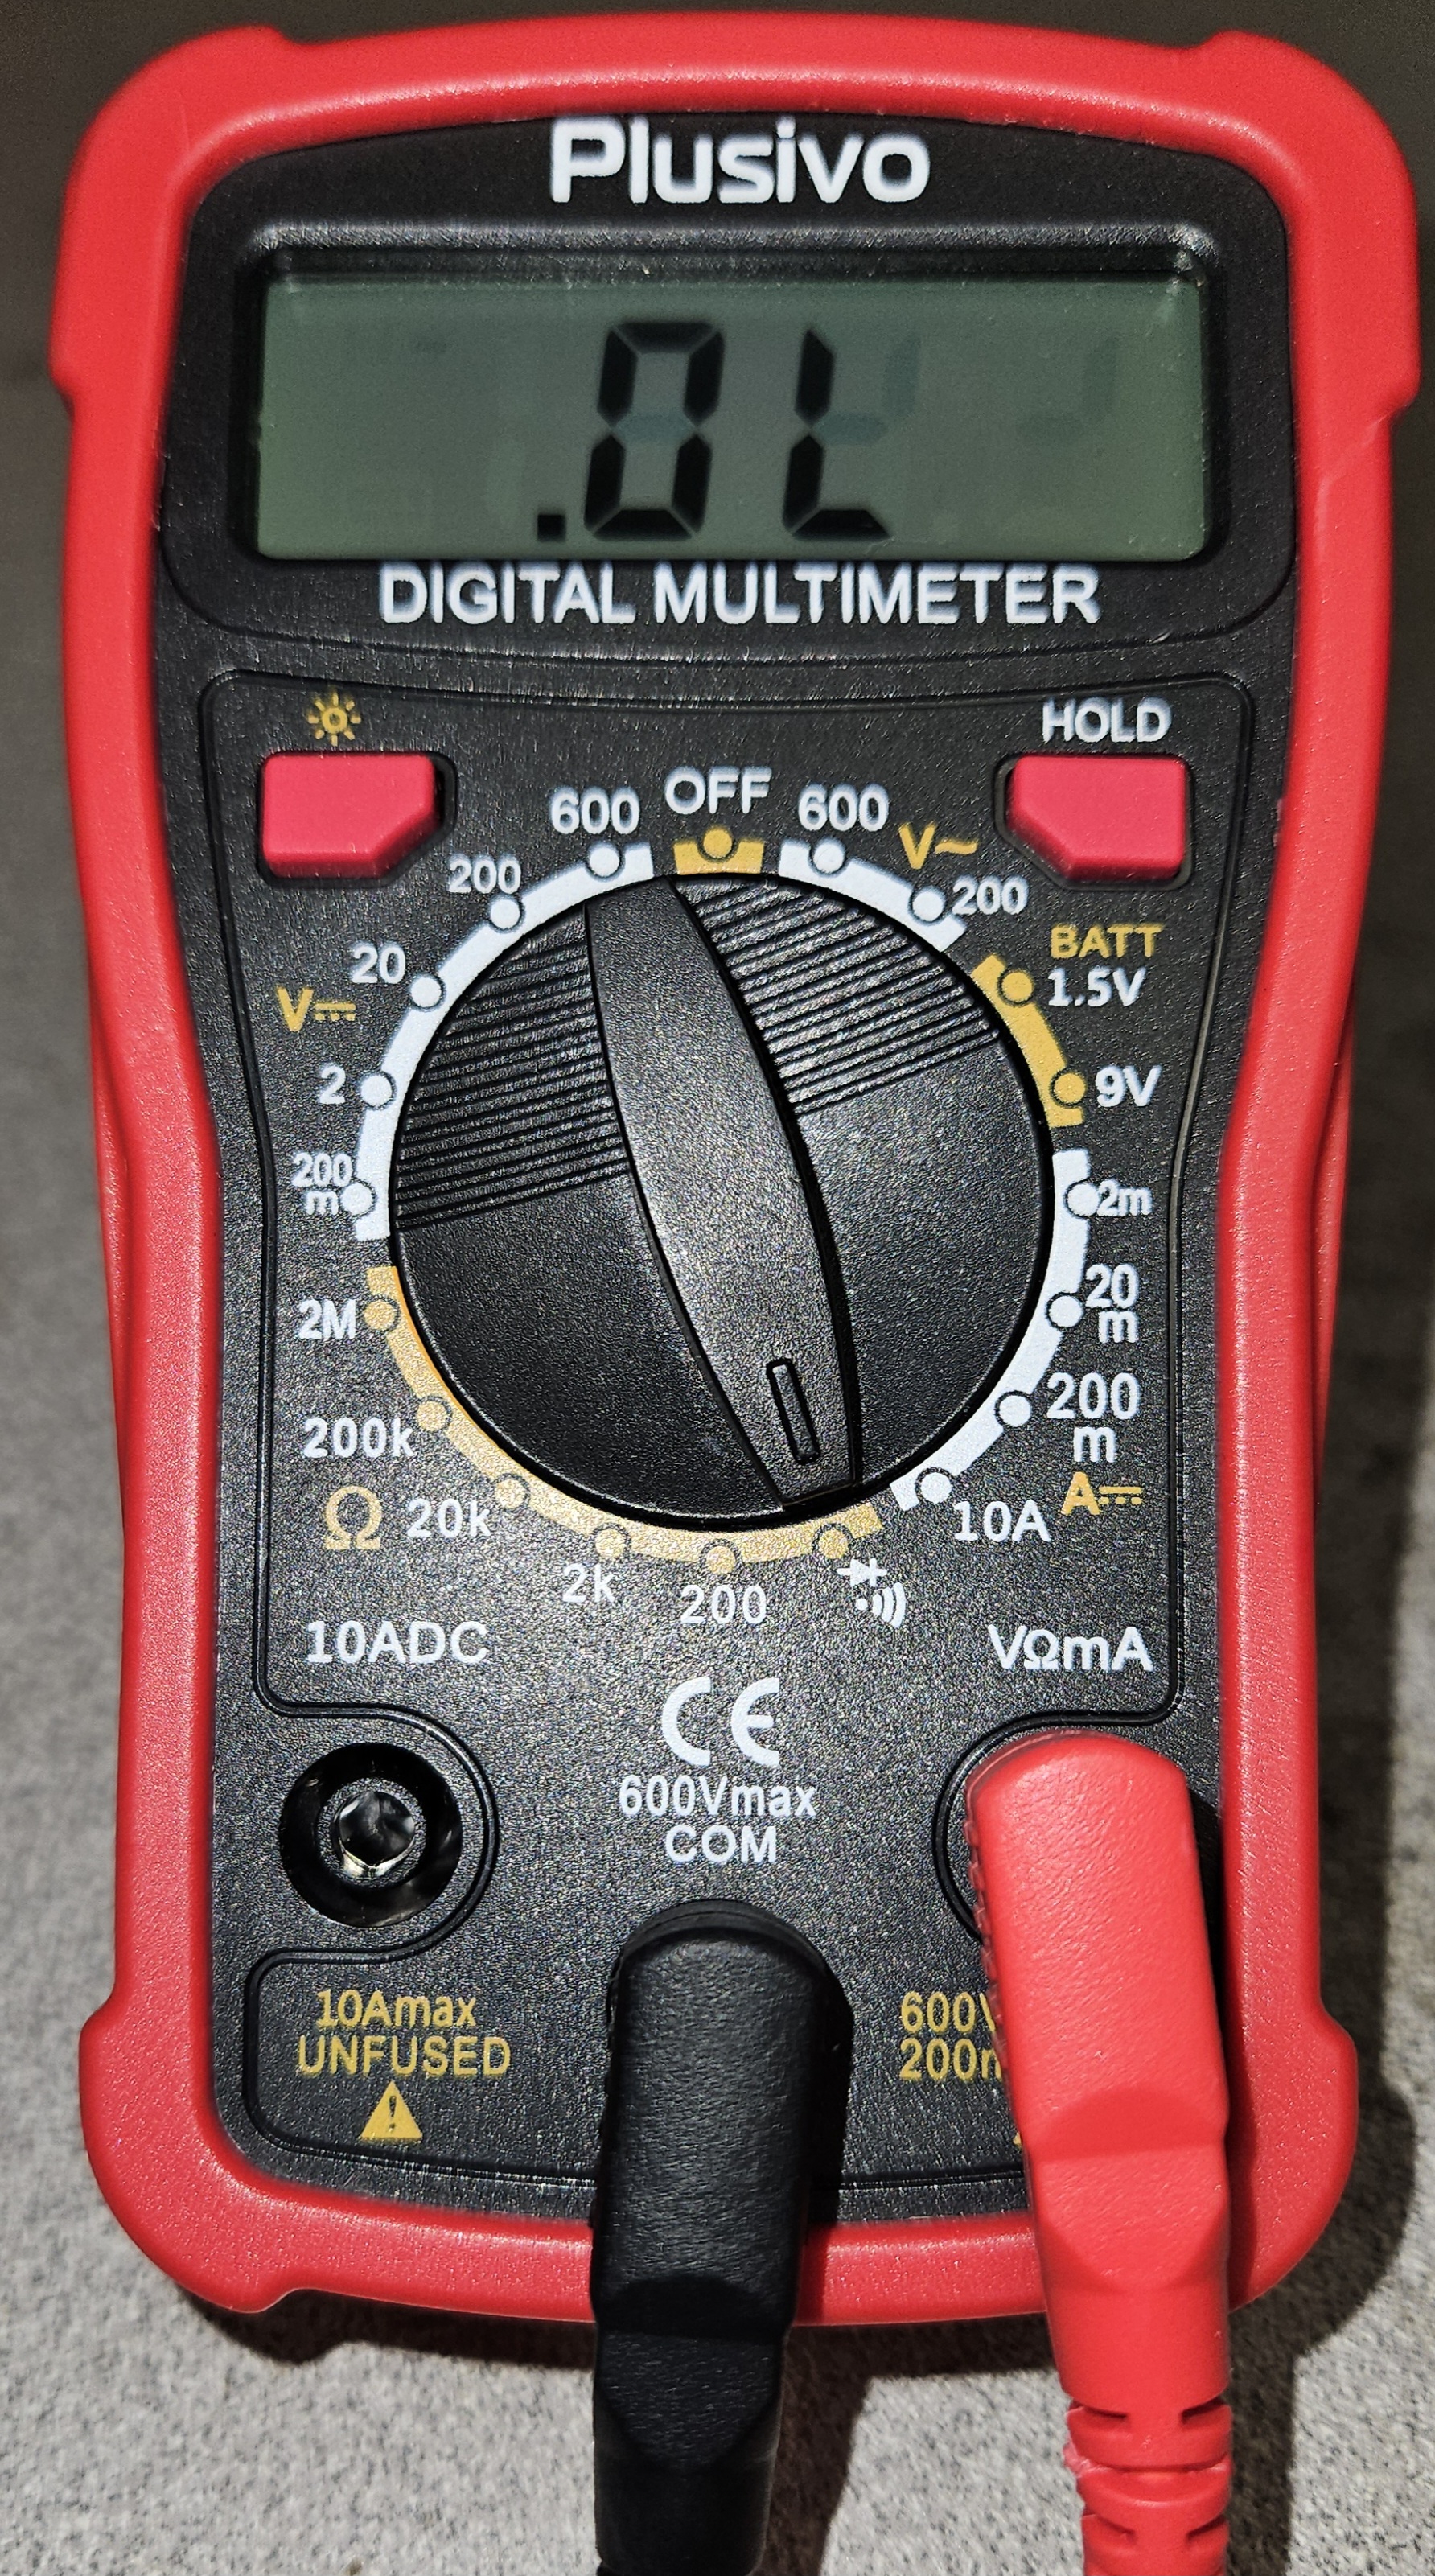 Plusivo
.0L
DIGITAL MULTIMETER
HOLD
OFF
600
600
V~
200
200
BATT
1.5V
20
V
9V
2
200
m
2m
2M
20
m
200k
200
m
Ω
20k
10A
A
2k
200
10ADC
VΩmA
CE
600Vmax
COM
10Amax
UNFUSED
600V